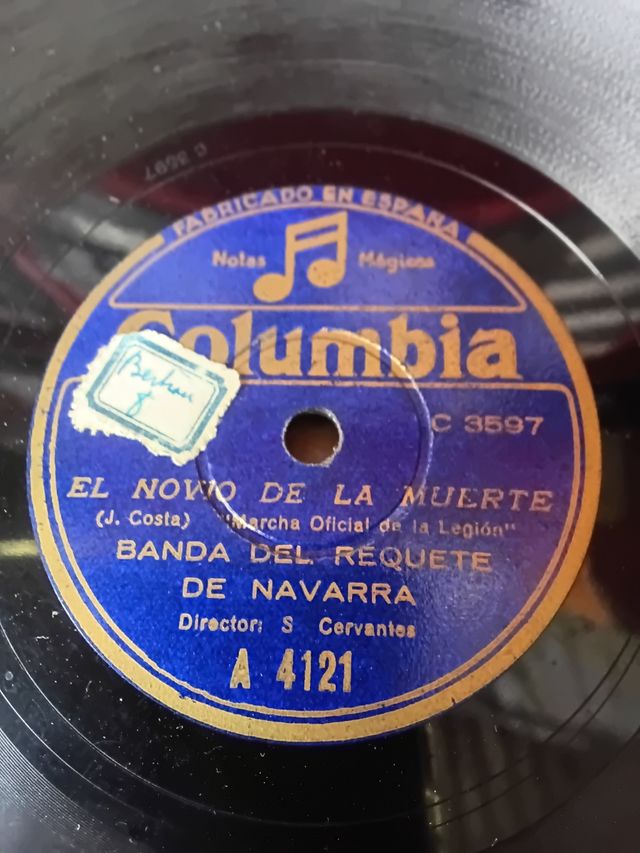 C 3597
FABRICADO EN ESPAÑA
Notas Mágicas
Columbia
C 3597
EL NOVIO DE LA MUERTE
(J. Costa) "Marcha Oficial de la Legión"
BANDA DEL REQUETE
DE NAVARRA
Director: S Cervantes
A 4121